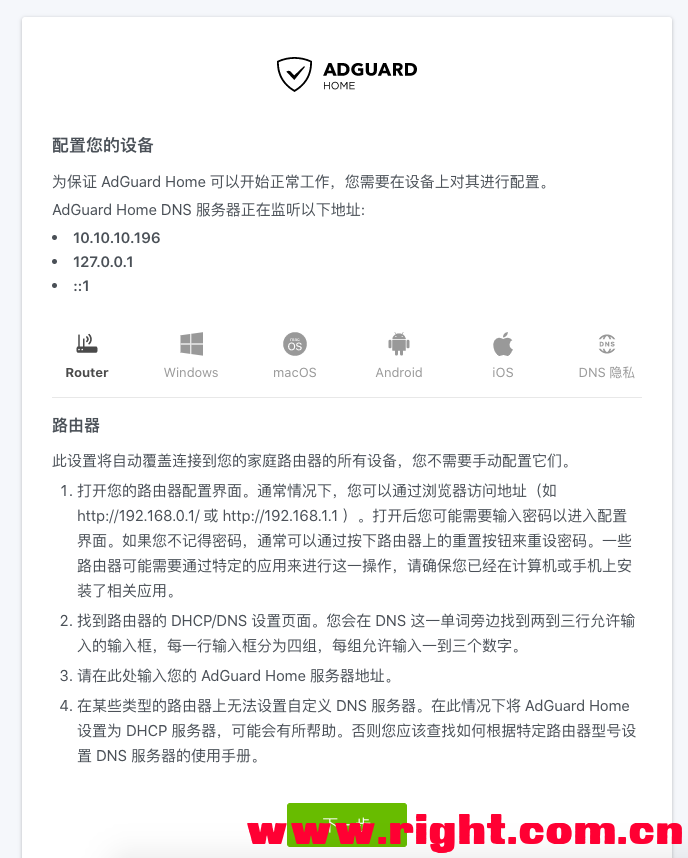 ADGUARD
HOME
配置您的设备
为保证 AdGuard Home 可以开始正常工作，您需要在设备上对其进行配置。
AdGuard Home DNS 服务器正在监听以下地址:
• 10.10.10.196
• 127.0.0.1
• ::1
macOS
DNS
Router Windows macOS Android iOS DNS 隐私
路由器
此设置将自动覆盖连接到您的家庭路由器的所有设备，您不需要手动配置它们。
1. 打开您的路由器配置界面。通常情况下，您可以通过浏览器访问地址（如
http://192.168.0.1/ 或 http://192.168.1.1 ）。打开后您可能需要输入密码以进入配置
界面。如果您不记得密码，通常可以通过按下路由器上的重置按钮来重设密码。一些
路由器可能需要通过特定的应用来进行这一操作，请确保您已经在计算机或手机上安
装了相关应用。
2. 找到路由器的 DHCP/DNS 设置页面。您会在 DNS 这一单词旁边找到两到三行允许输
入的输入框，每一行输入框分为四组，每组允许输入一到三个数字。
3. 请在此处输入您的 AdGuard Home 服务器地址。
4. 在某些类型的路由器上无法设置自定义 DNS 服务器。在此情况下将 AdGuard Home
设置为 DHCP 服务器，可能会有所帮助。否则您应该查找如何根据特定路由器型号设
置 DNS 服务器的使用手册。
下一步
www.right.com.cn